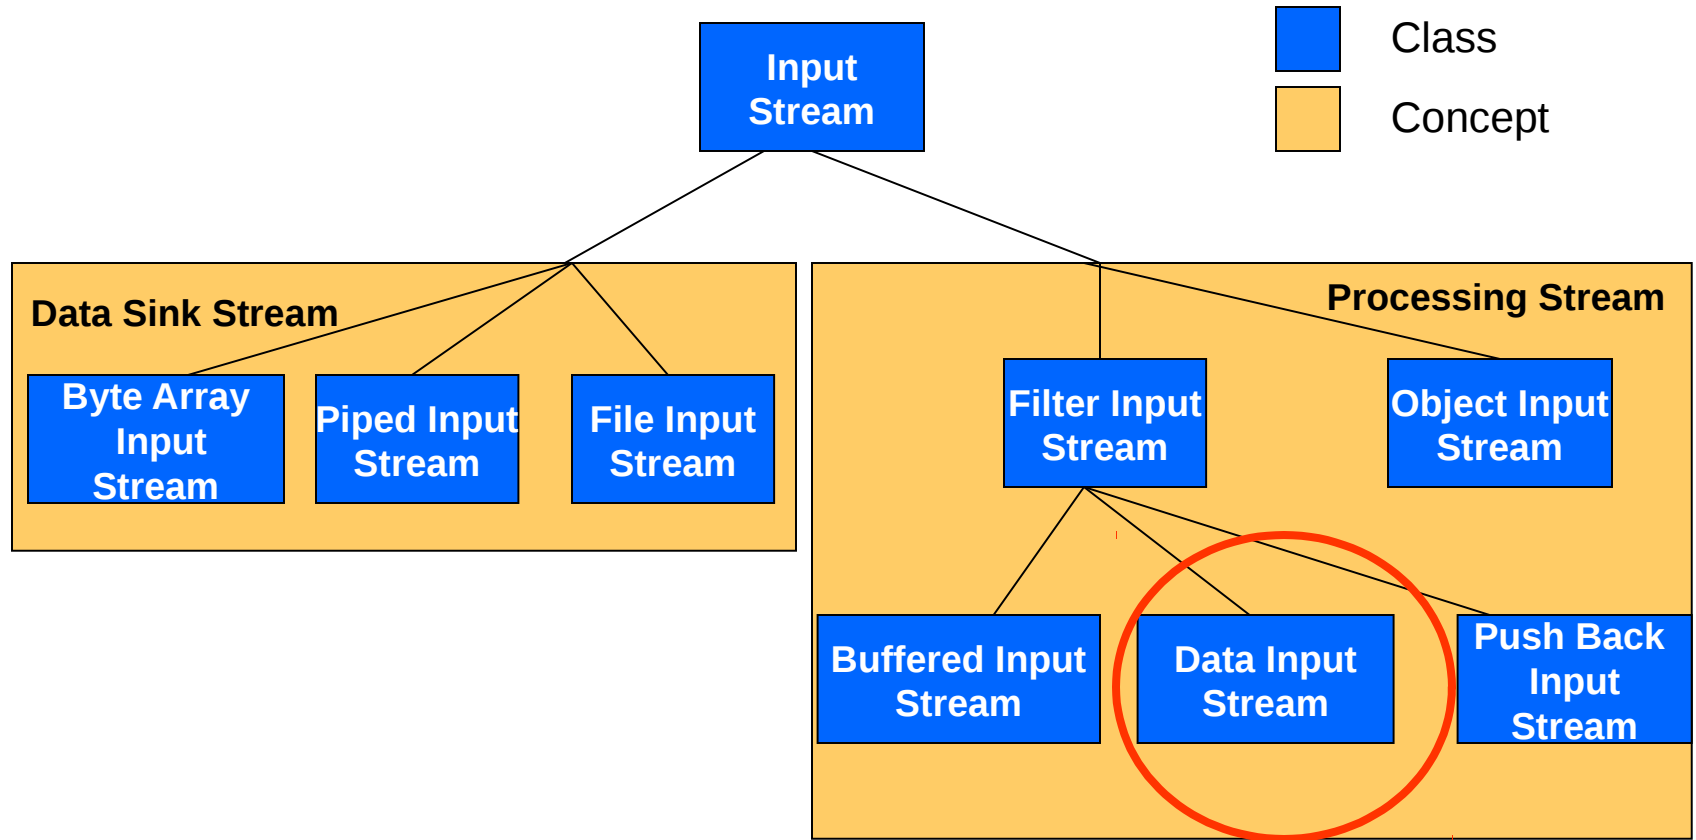 Input
Stream
Class
Concept
Data Sink Stream
Byte Array
Input
Stream
Piped Input
Stream
File Input
Stream
Processing Stream
Filter Input
Stream
Object Input
Stream
Buffered Input
Stream
Data Input
Stream
Push Back
Input
Stream